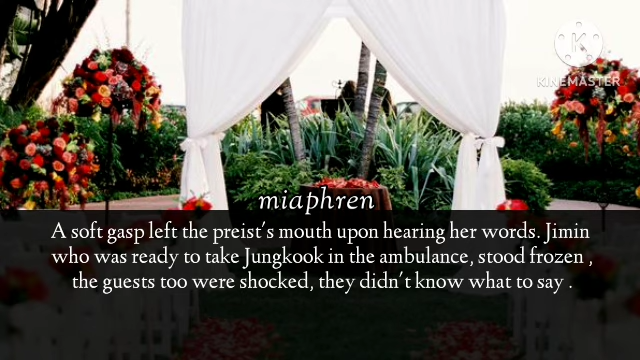 KINEMASTER
miaphren
A soft gasp left the preist's mouth upon hearing her words. Jimin
who was ready to take Jungkook in the ambulance, stood frozen ,
the guests too were shocked, they didn't know what to say .